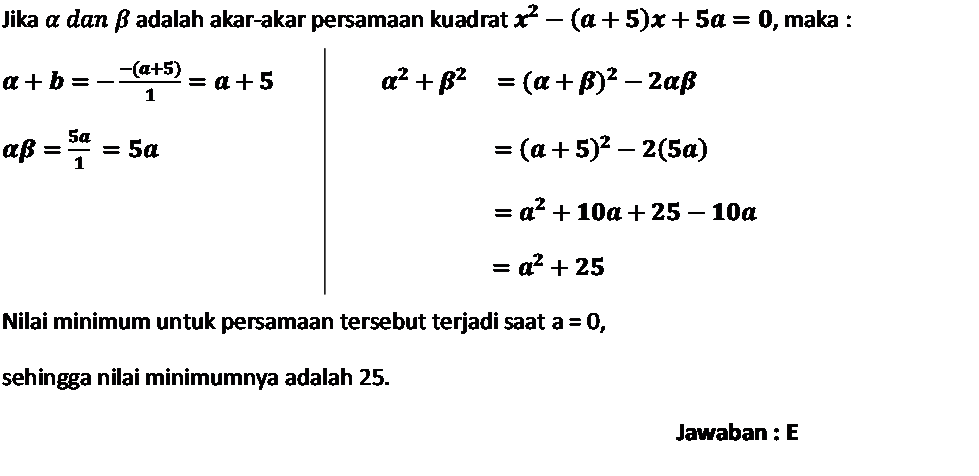 Jika α dan β adalah akar-akar persamaan kuadrat x² − (a + 5)x + 5a = 0, maka :
α + b = − −(a+5)/1 = a + 5
αβ = 5a/1 = 5a
α² + β² = (α + β)² − 2αβ
= (a + 5)² − 2(5a)
= a² + 10a + 25 − 10a
= a² + 25
Nilai minimum untuk persamaan tersebut terjadi saat a = 0,
sehingga nilai minimumnya adalah 25.
Jawaban : E